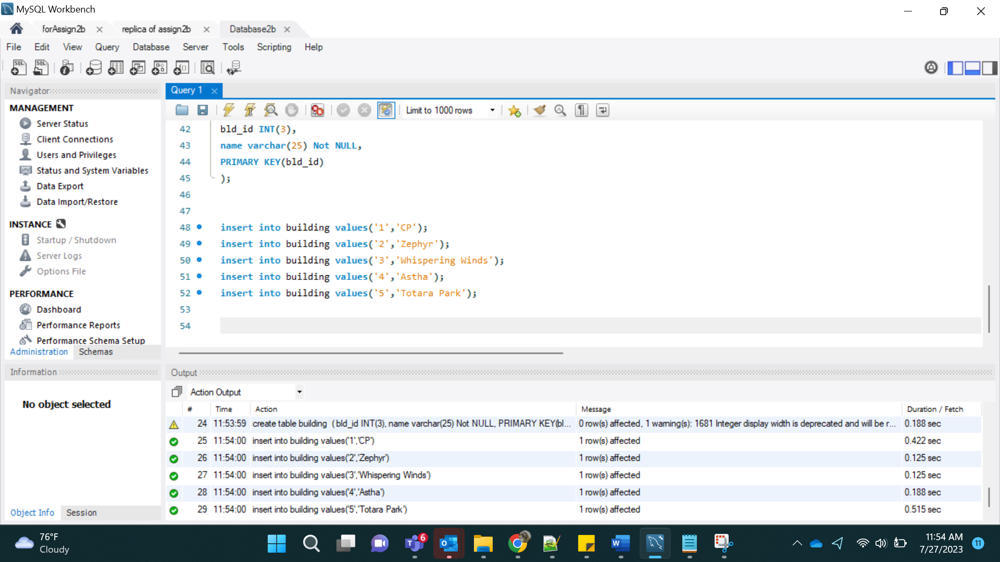 MySQL Workbench
forAssign2b
replica of assign2b
Database2b
File Edit View Query Database Server Tools Scripting Help
Navigator
MANAGEMENT
Server Status
Client Connections
Users and Privileges
Status and System Variables
Data Export
Data Import/Restore
INSTANCE
Startup / Shutdown
Server Logs
Options File
PERFORMANCE
Dashboard
Performance Reports
Performance Schema Setup
Administration Schemas
Query 1
Limit to 1000 rows
42 bld_id INT(3),
43 name varchar(25) Not NULL,
44 PRIMARY KEY(bld_id)
45 );
46
47
48 insert into building values('1','CP');
49 insert into building values('2','Zephyr');
50 insert into building values('3','Whispering Winds');
51 insert into building values('4','Astha');
52 insert into building values('5','Totara Park');
53
54
Information
No object selected
Object Info Session
Output
Action Output
# Time Action Message Duration / Fetch
24 11:53:59 create table building ( bld_id INT(3), name varchar(25) Not NULL, PRIMARY KEY(bl... 0 row(s) affected, 1 warning(s): 1681 Integer display width is deprecated and will be r... 0.188 sec
25 11:54:00 insert into building values('1','CP') 1 row(s) affected 0.422 sec
26 11:54:00 insert into building values('2','Zephyr') 1 row(s) affected 0.125 sec
27 11:54:00 insert into building values('3','Whispering Winds') 1 row(s) affected 0.125 sec
28 11:54:00 insert into building values('4','Astha') 1 row(s) affected 0.188 sec
29 11:54:00 insert into building values('5','Totara Park') 1 row(s) affected 0.515 sec
76°F
Cloudy
6
11:54 AM
7/27/2023
11